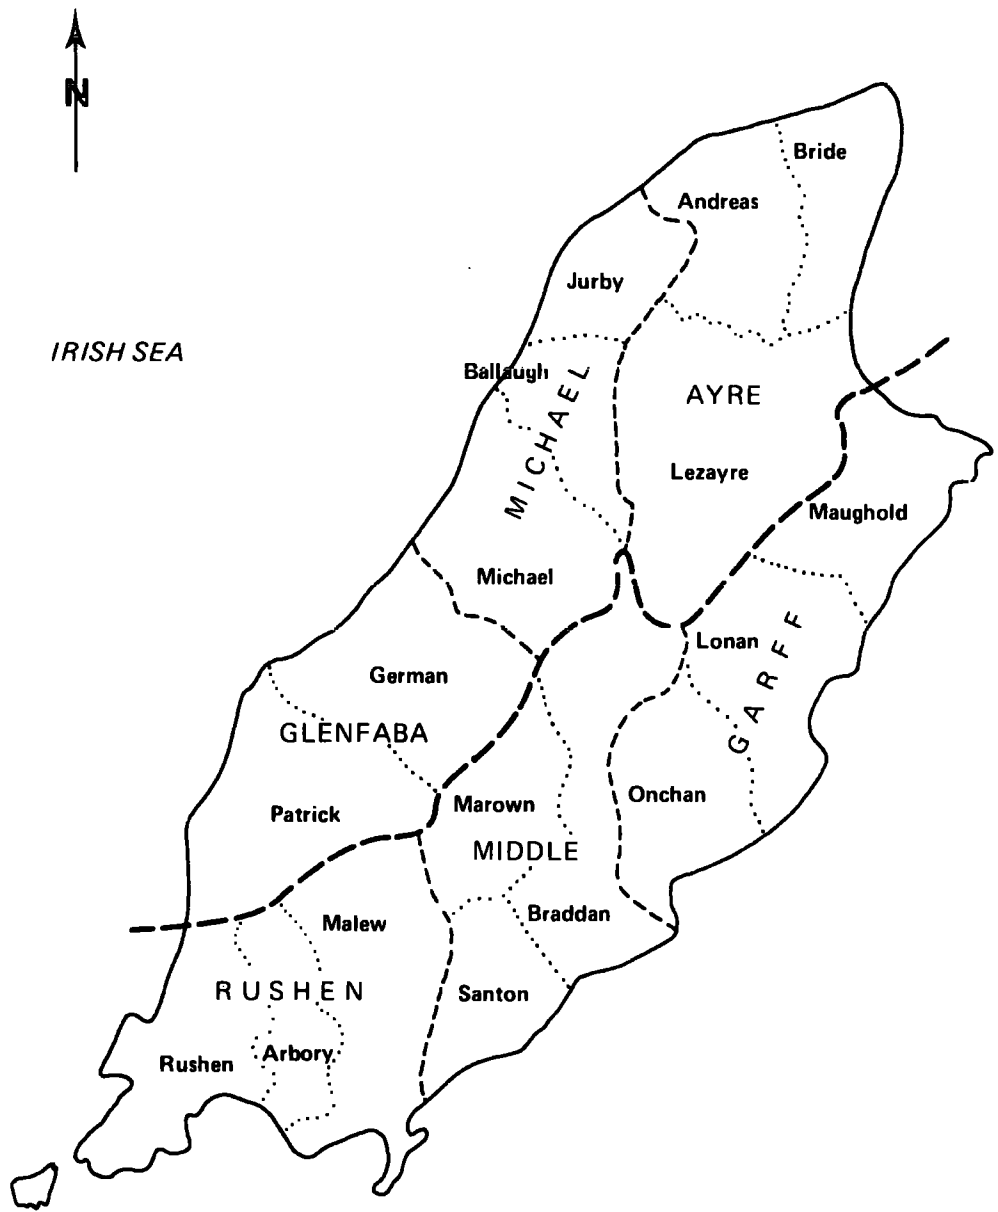 N
Bride
Andreas
Jurby
IRISH SEA
Ballaugh
MICHAEL
AYRE
Lezayre
Maughold
Michael
Lonan
GARFF
German
GLENFABA
Onchan
Patrick
Marown
MIDDLE
Braddan
Malew
RUSHEN
Santon
Rushen
Arbory